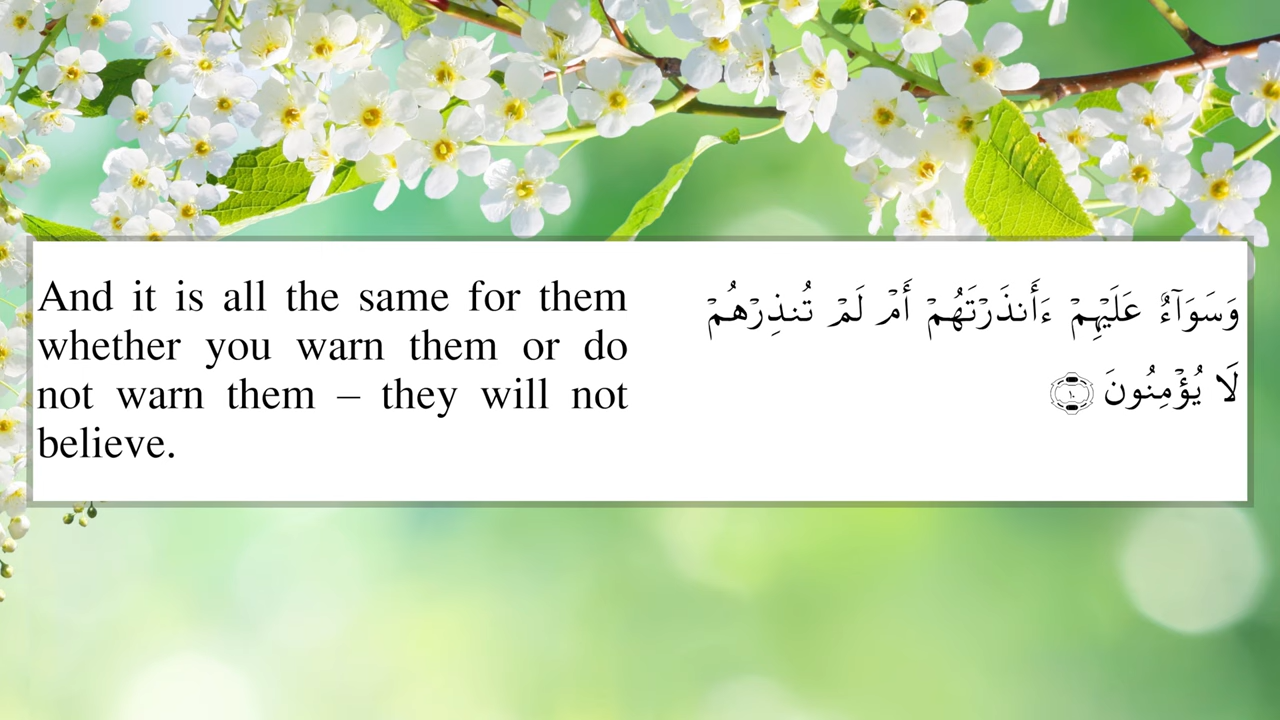 And it is all the same for them
whether you warn them or do
not warn them – they will not
believe.
وَسَوَآءٌ عَلَيْهِمْ ءَأَنذَرْتَهُمْ أَمْ لَمْ تُنذِرْهُمْ
لَا يُؤْمِنُونَ ١٠